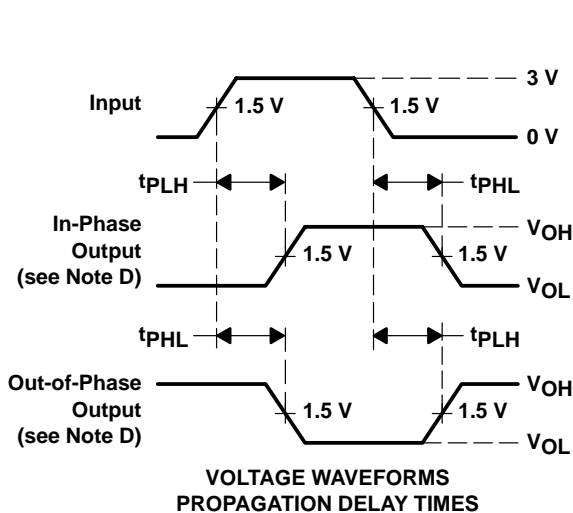 3 V
Input
1.5 V
1.5 V
0 V
tPLH
tPHL
In-Phase
Output
(see Note D)
VOH
1.5 V
1.5 V
VOL
tPHL
tPLH
Out-of-Phase
Output
(see Note D)
VOH
1.5 V
1.5 V
VOL
VOLTAGE WAVEFORMS
PROPAGATION DELAY TIMES